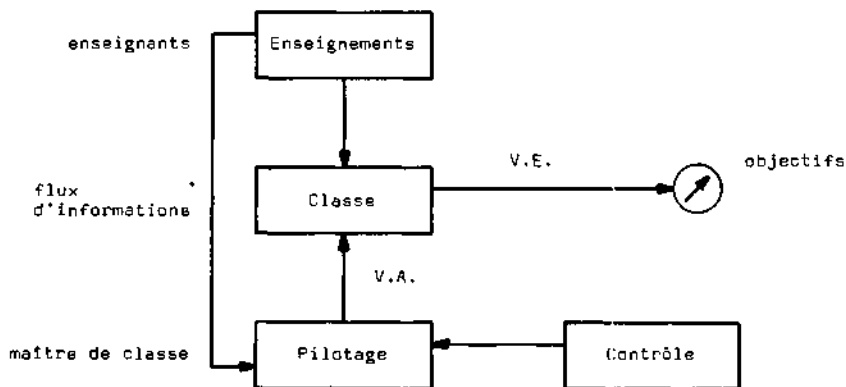 enseignants
Enseignements
V.E.
objectifs
flux
d'informations
Classe
V.A.
maître de classe
Pilotage
Contrôle